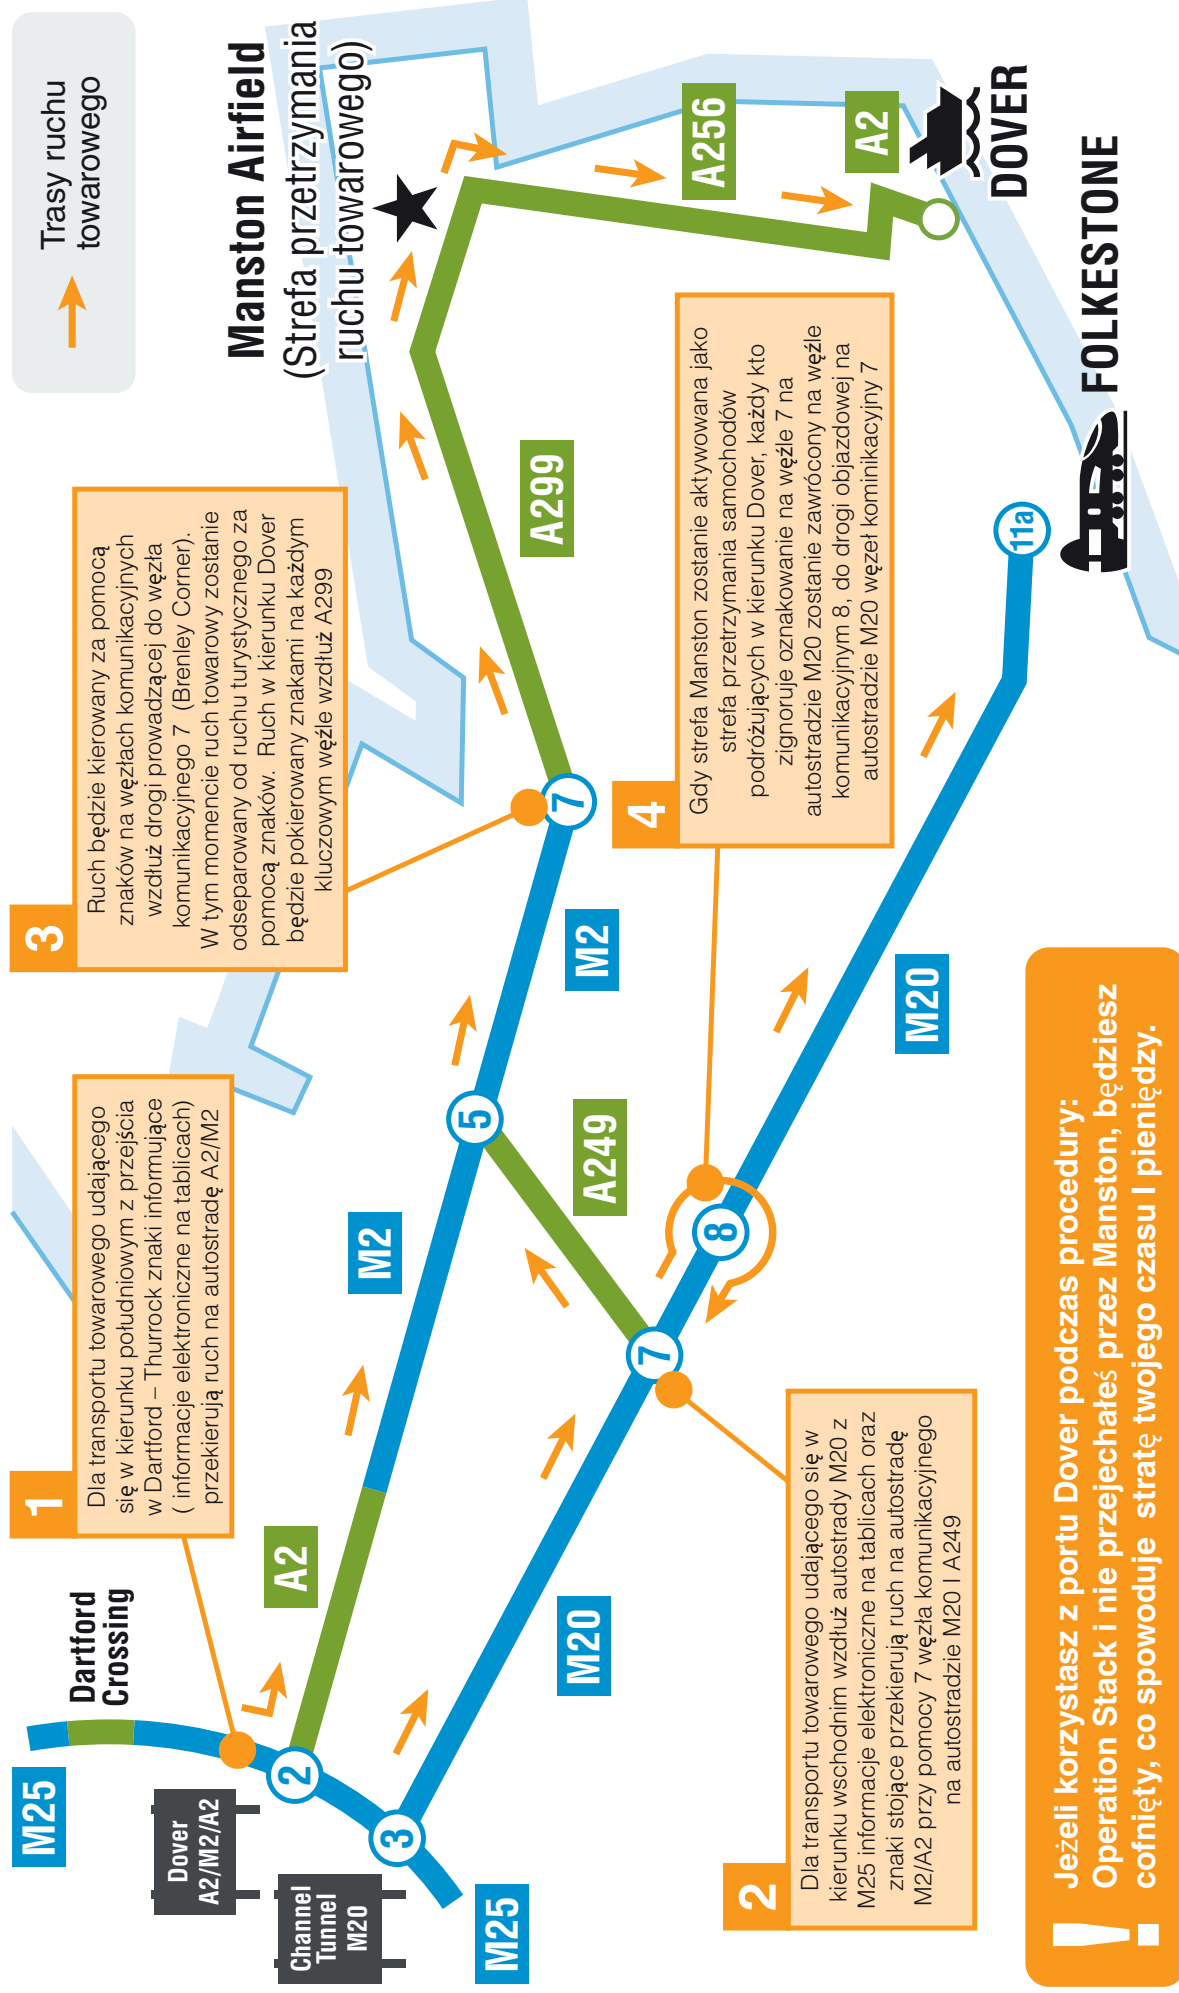 Trasy ruchu
towarowego
Manston Airfield
(Strefa przetrzymania
ruchu towarowego)
3
Ruch będzie kierowany za pomocą
znaków na węzłach komunikacyjnych
wzdłuż drogi prowadzącej do węzła
komunikacyjnego 7 (Brenley Corner).
W tym momencie ruch towarowy zostanie
odseparowany od ruchu turystycznego za
pomocą znaków. Ruch w kierunku Dover
będzie pokierowany znakami na każdym
kluczowym węźle wzdłuż A299
1
Dla transportu towarowego udającego
się w kierunku południowym z przejścia
w Dartford – Thurrock znaki informujące
( informacje elektroniczne na tablicach)
przekierują ruch na autostradę A2/M2
Dartford
Crossing
M25
Dover
A2/M2/A2
Channel
Tunnel
M20
M25
2
3
A2
M2
5
M2
7
A299
A256
A2
DOVER
FOLKESTONE
11a
A249
7
8
M20
M20
4
Gdy strefa Manston zostanie aktywowana jako
strefa przetrzymania samochodów
podróżujących w kierunku Dover, każdy kto
zignoruje oznakowanie na węźle 7 na
autostradzie M20 zostanie zawrócony na węźle
komunikacyjnym 8, do drogi objazdowej na
autostradzie M20 węzeł kominikacyjny 7
2
Dla transportu towarowego udającego się w
kierunku wschodnim wzdłuż autostrady M20 z
M25 informacje elektroniczne na tablicach oraz
znaki stojące przekierują ruch na autostradę
M2/A2 przy pomocy 7 węzła komunikacyjnego
na autostradzie M20 I A249
!
Jeżeli korzystasz z portu Dover podczas procedury:
Operation Stack i nie przejechałeś przez Manston, będziesz
cofnięty, co spowoduje stratę twojego czasu I pieniędzy.